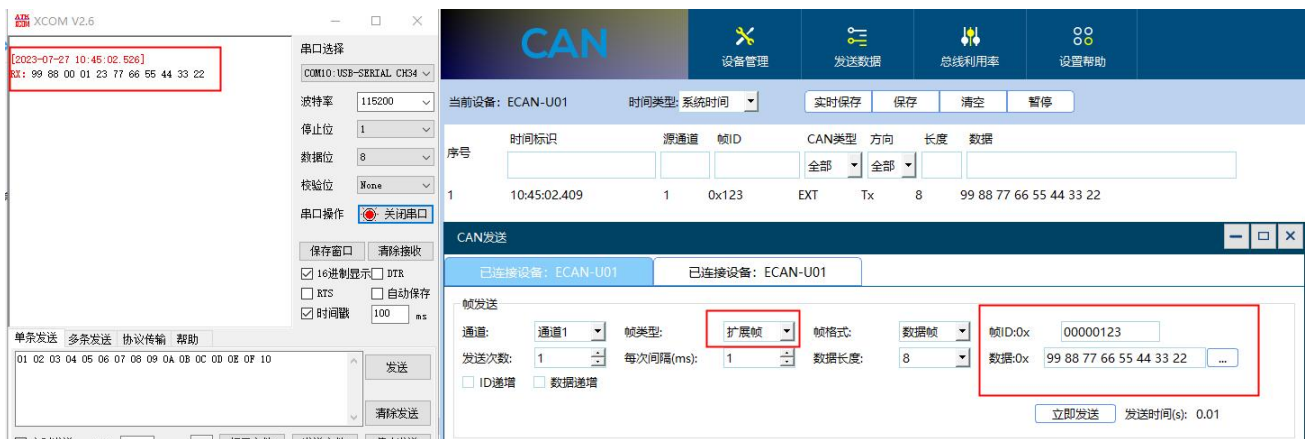 XCOM V2.6
[2023-07-27 10:45:02.526]
RX: 99 88 00 01 23 77 66 55 44 33 22
串口选择
COM10:USB-SERIAL CH34
波特率 115200
停止位 1
数据位 8
校验位 None
串口操作 关闭串口
保存窗口 清除接收
16进制显示 DTR
RTS 自动保存
时间戳 100 ms
单条发送 多条发送 协议传输 帮助
01 02 03 04 05 06 07 08 09 0A 0B 0C 0D 0E 0F 10
发送
清除发送
CAN
设备管理 发送数据 总线利用率 设置帮助
当前设备: ECAN-U01 时间类型: 系统时间 实时保存 保存 清空 暂停
序号 时间标识 源通道 帧ID CAN类型 方向 长度 数据
全部 全部
1 10:45:02.409 1 0x123 EXT Tx 8 99 88 77 66 55 44 33 22
CAN发送
已连接设备: ECAN-U01 已连接设备: ECAN-U01
帧发送
通道: 通道1 帧类型: 扩展帧 帧格式: 数据帧 帧ID:0x 00000123
发送次数: 1 每次间隔(ms): 1 数据长度: 8 数据:0x 99 88 77 66 55 44 33 22 ...
ID递增 数据递增
立即发送 发送时间(s): 0.01